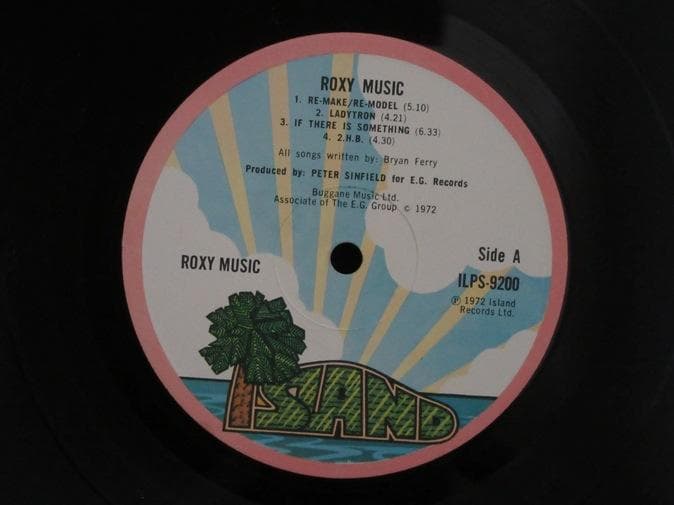 ROXY MUSIC
1. RE-MAKE/RE-MODEL (5.10)
2. LADYTRON (4.21)
3. IF THERE IS SOMETHING (6.33)
4. 2.H.B. (4.30)
All songs written by: Bryan Ferry
Produced by: PETER SINFIELD for E.G. Records
Buggane Music Ltd.
Associate of The E.G. Group © 1972
ROXY MUSIC
Side A
ILPS-9200
℗ 1972 Island
Records Ltd.
ISLAND